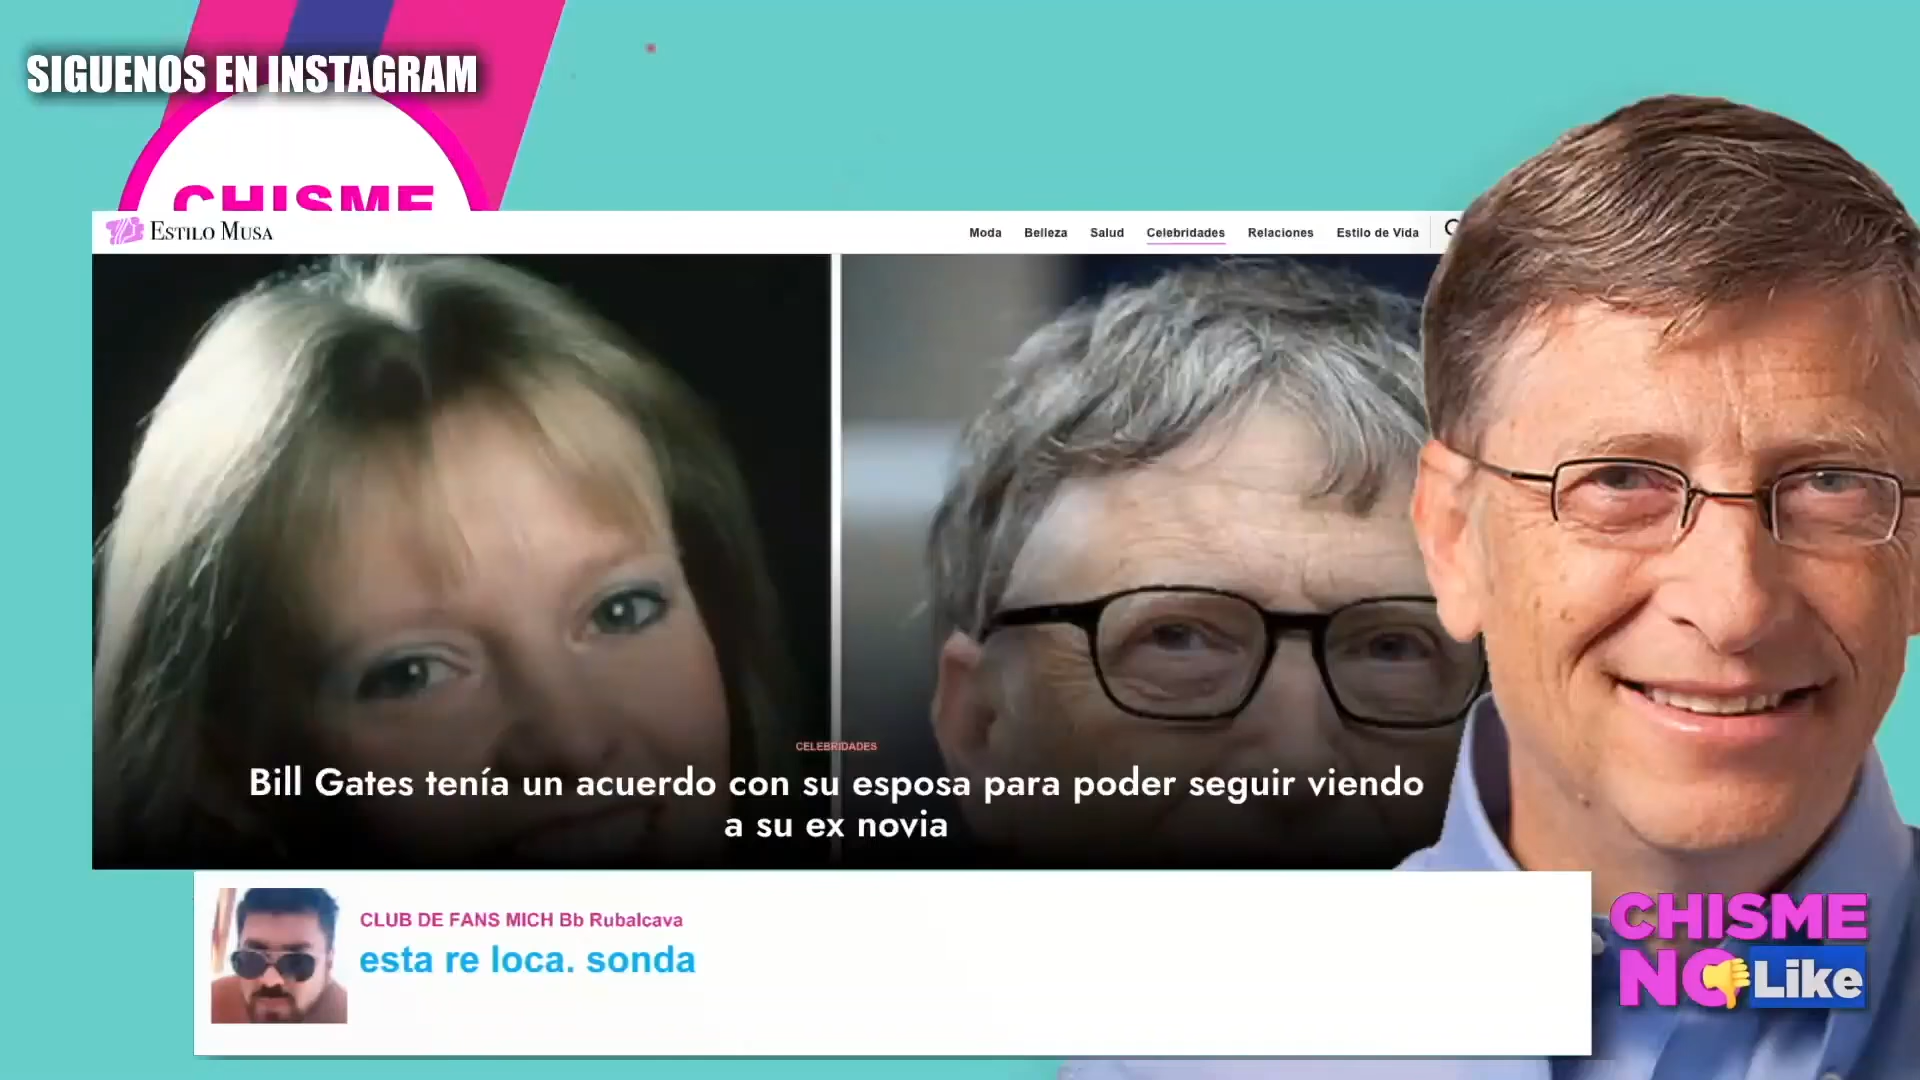 SIGUENOS EN INSTAGRAM
CHISME
ESTILO MUSA
Moda Belleza Salud Celebridades Relaciones Estilo de Vida
CELEBRIDADES
Bill Gates tenía un acuerdo con su esposa para poder seguir viendo
a su ex novia
CLUB DE FANS MICH Bb Rubalcava
esta re loca. sonda
CHISME
NO Like